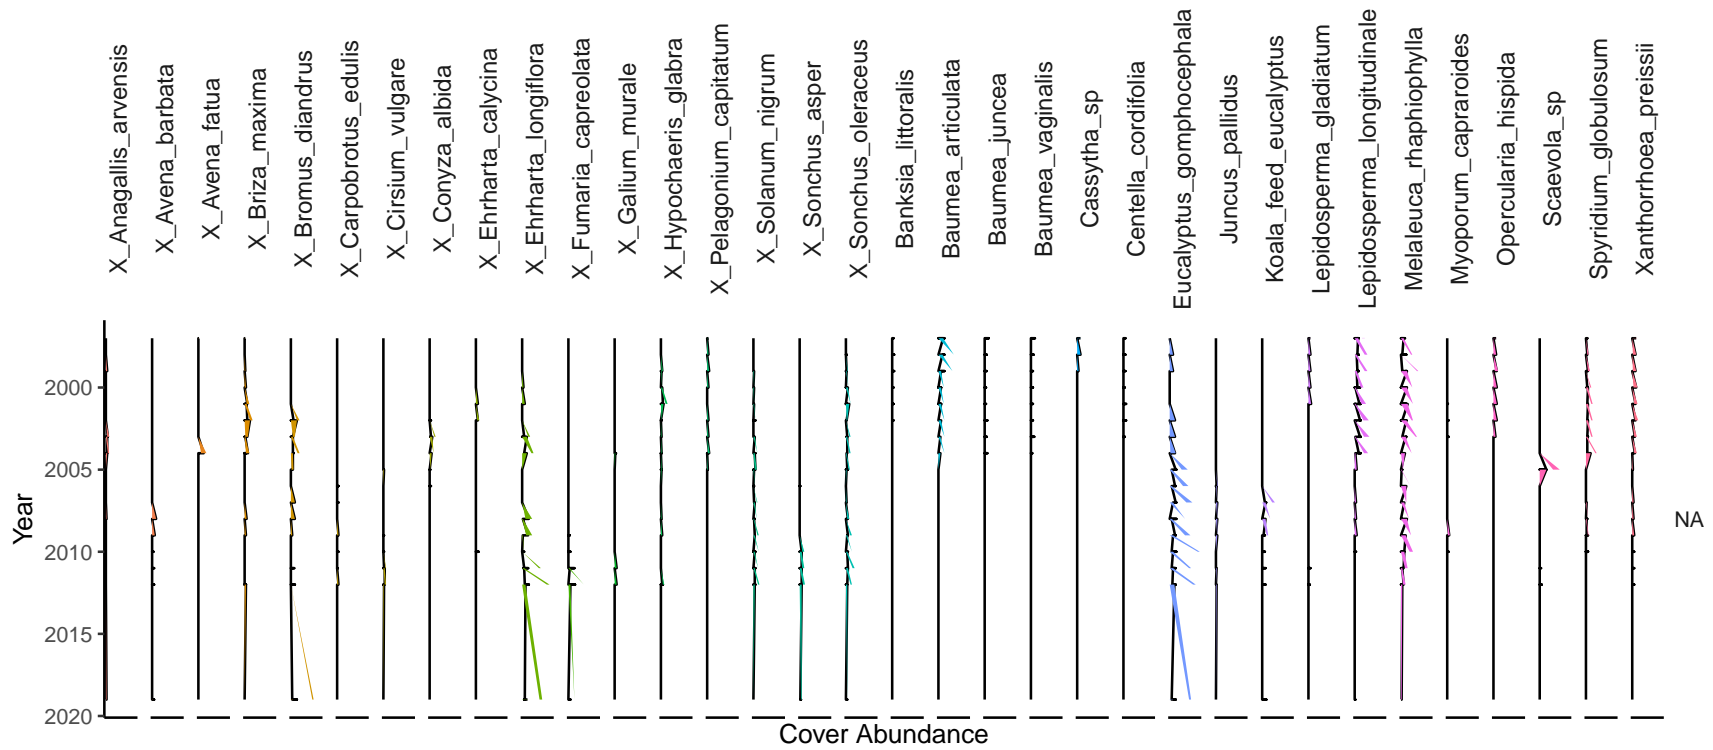 X_Anagallis_arvensis
X_Avena_barbata
X_Avena_fatua
X_Briza_maxima
X_Bromus_diandrus
X_Carpobrotus_edulis
X_Cirsium_vulgare
X_Conyza_albida
X_Ehrharta_calycina
X_Ehrharta_longiflora
X_Fumaria_capreolata
X_Galium_murale
X_Hypochaeris_glabra
X_Pelagonium_capitatum
X_Solanum_nigrum
X_Sonchus_asper
X_Sonchus_oleraceus
Banksia_littoralis
Baumea_articulata
Baumea_juncea
Baumea_vaginalis
Cassytha_sp
Centella_cordifolia
Eucalyptus_gomphocephala
Juncus_pallidus
Koala_feed_eucalyptus
Lepidosperma_gladiatum
Lepidosperma_longitudinale
Melaleuca_rhaphiophylla
Myoporum_capraroides
Opercularia_hispida
Scaevola_sp
Spyridium_globulosum
Xanthorrhoea_preissii
Year
2000
2005
2010
2015
2020
NA
Cover Abundance